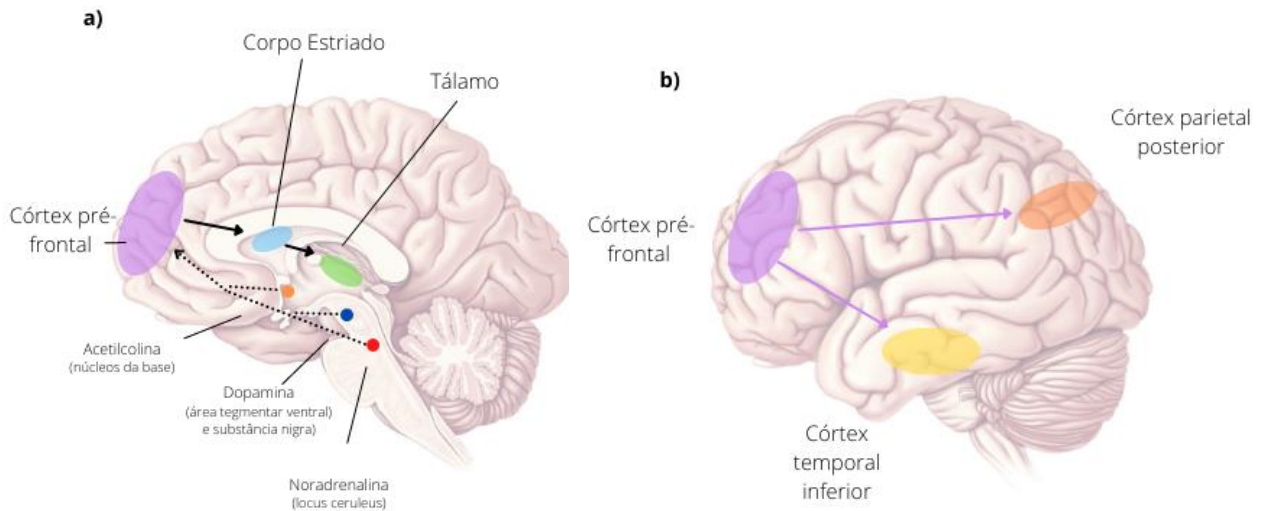 a)
Corpo Estriado
Tálamo
Córtex pré-
frontal
Acetilcolina
(núcleos da base)
Dopamina
(área tegmentar ventral)
e substância nigra)
Noradrenalina
(locus ceruleus)
b)
Córtex parietal
posterior
Córtex pré-
frontal
Córtex
temporal
inferior